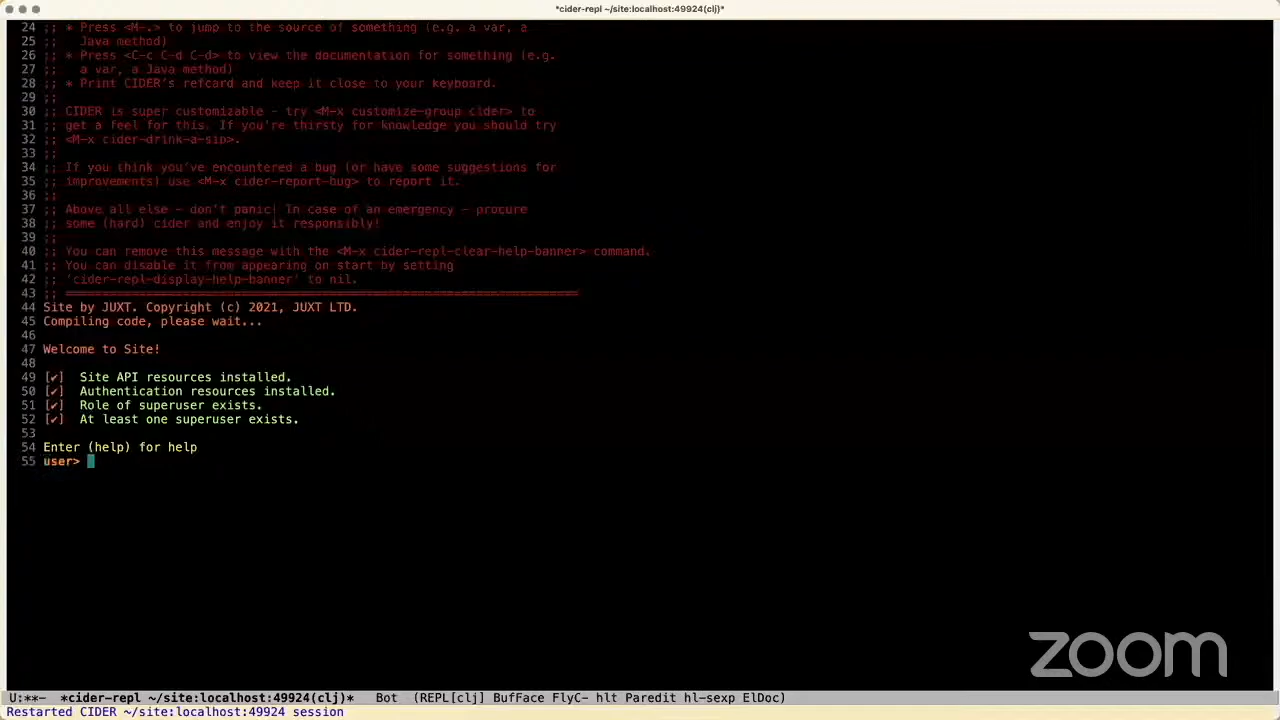 *cider-repl ~/site:localhost:49924(clj)*
24 ;; * Press <M-.> to jump to the source of something (e.g. a var, a
25 ;;   Java method)
26 ;; * Press <C-c C-d C-d> to view the documentation for something (e.g.
27 ;;   a var, a Java method)
28 ;; * Print CIDER's refcard and keep it close to your keyboard.
29 ;;
30 ;; CIDER is super customizable - try <M-x customize-group cider> to
31 ;; get a feel for this. If you're thirsty for knowledge you should try
32 ;; <M-x cider-drink-a-sip>.
33 ;;
34 ;; If you think you've encountered a bug (or have some suggestions for
35 ;; improvements) use <M-x cider-report-bug> to report it.
36 ;;
37 ;; Above all else - don't panic! In case of an emergency - procure
38 ;; some (hard) cider and enjoy it responsibly!
39 ;;
40 ;; You can remove this message with the <M-x cider-repl-clear-help-banner> command.
41 ;; You can disable it from appearing on start by setting
42 ;; 'cider-repl-display-help-banner' to nil.
43 ;; ======================================================================
44 Site by JUXT. Copyright (c) 2021, JUXT LTD.
45 Compiling code, please wait...
46
47 Welcome to Site!
48
49 [✔]  Site API resources installed.
50 [✔]  Authentication resources installed.
51 [✔]  Role of superuser exists.
52 [✔]  At least one superuser exists.
53
54 Enter (help) for help
55 user>
zoom
U:**-  *cider-repl ~/site:localhost:49924(clj)*   Bot  (REPL[clj] BufFace FlyC- hlt Paredit hl-sexp ElDoc)
Restarted CIDER ~/site:localhost:49924 session